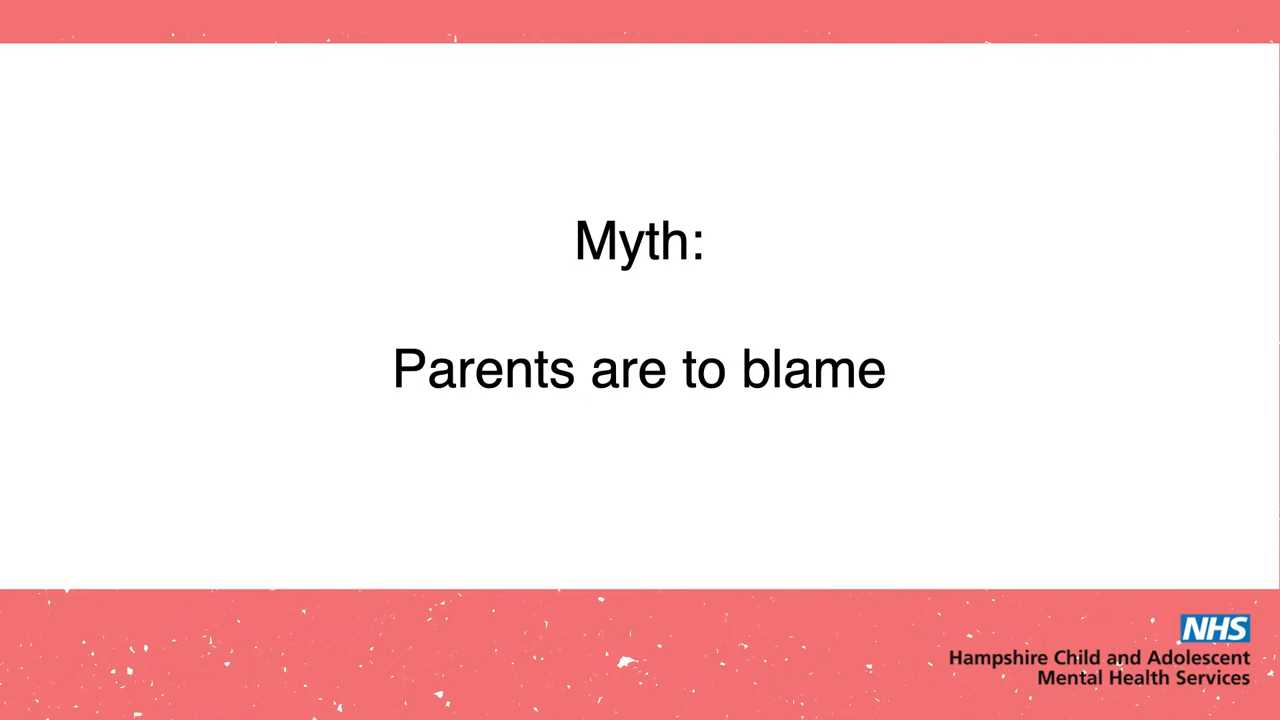 Myth:
Parents are to blame
NHS
Hampshire Child and Adolescent
Mental Health Services